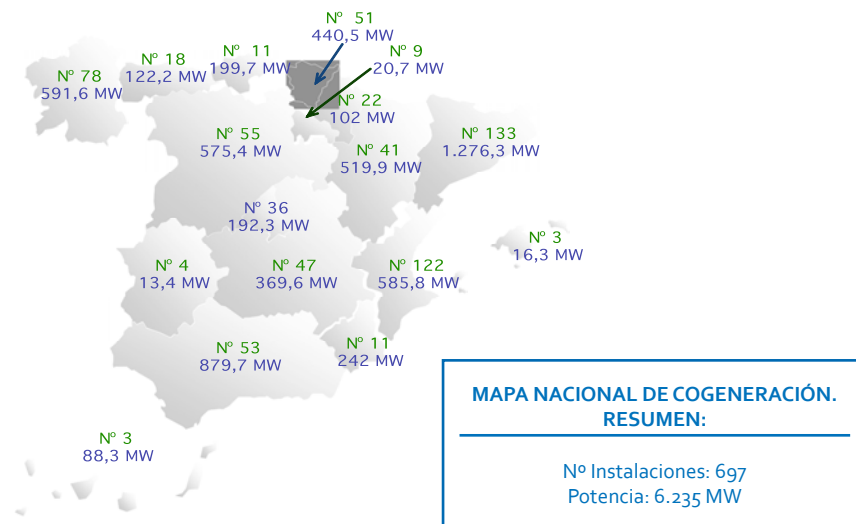 Nº 51
440,5 MW
Nº 9
20,7 MW
Nº 11
199,7 MW
Nº 18
122,2 MW
Nº 78
591,6 MW
Nº 22
102 MW
Nº 55
575,4 MW
Nº 133
1.276,3 MW
Nº 41
519,9 MW
Nº 36
192,3 MW
Nº 3
16,3 MW
Nº 4
13,4 MW
Nº 47
369,6 MW
Nº 122
585,8 MW
Nº 53
879,7 MW
Nº 11
242 MW
Nº 3
88,3 MW
MAPA NACIONAL DE COGENERACIÓN.
RESUMEN:
Nº Instalaciones: 697
Potencia: 6.235 MW